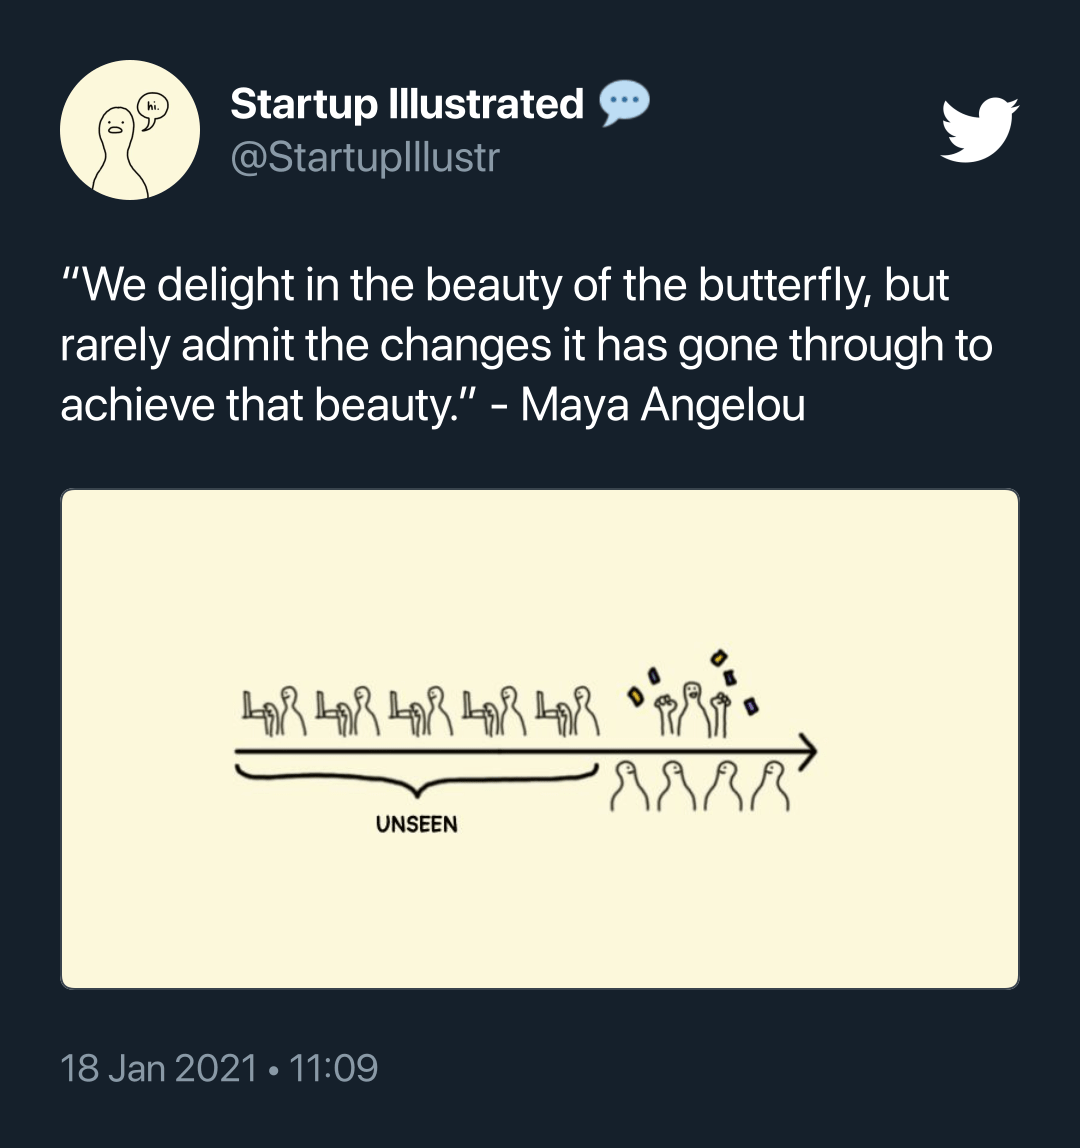 hi.
Startup Illustrated 💬
@StartupIllustr
“We delight in the beauty of the butterfly, but
rarely admit the changes it has gone through to
achieve that beauty.” - Maya Angelou
UNSEEN
18 Jan 2021 • 11:09